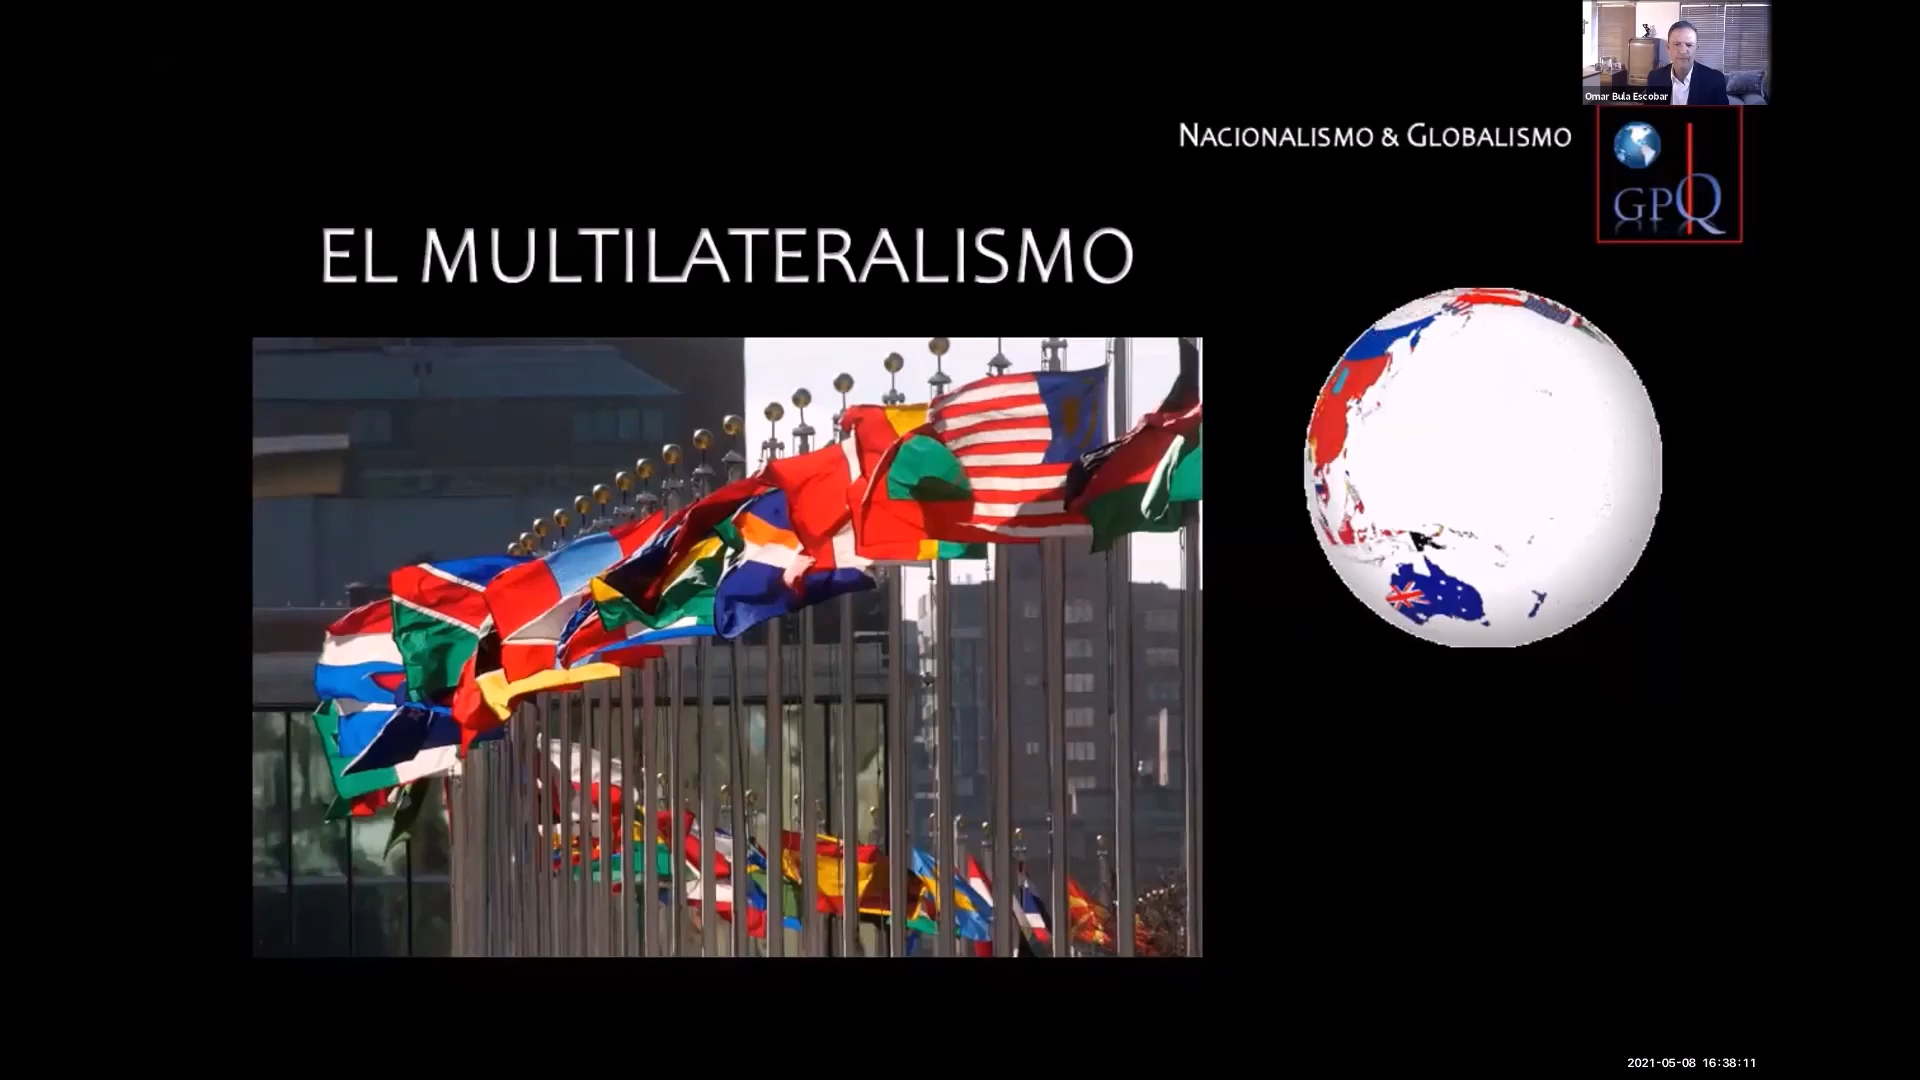 Omar Bula Escobar
NACIONALISMO & GLOBALISMO
GPQ
EL MULTILATERALISMO
2021-05-08 16:38:11